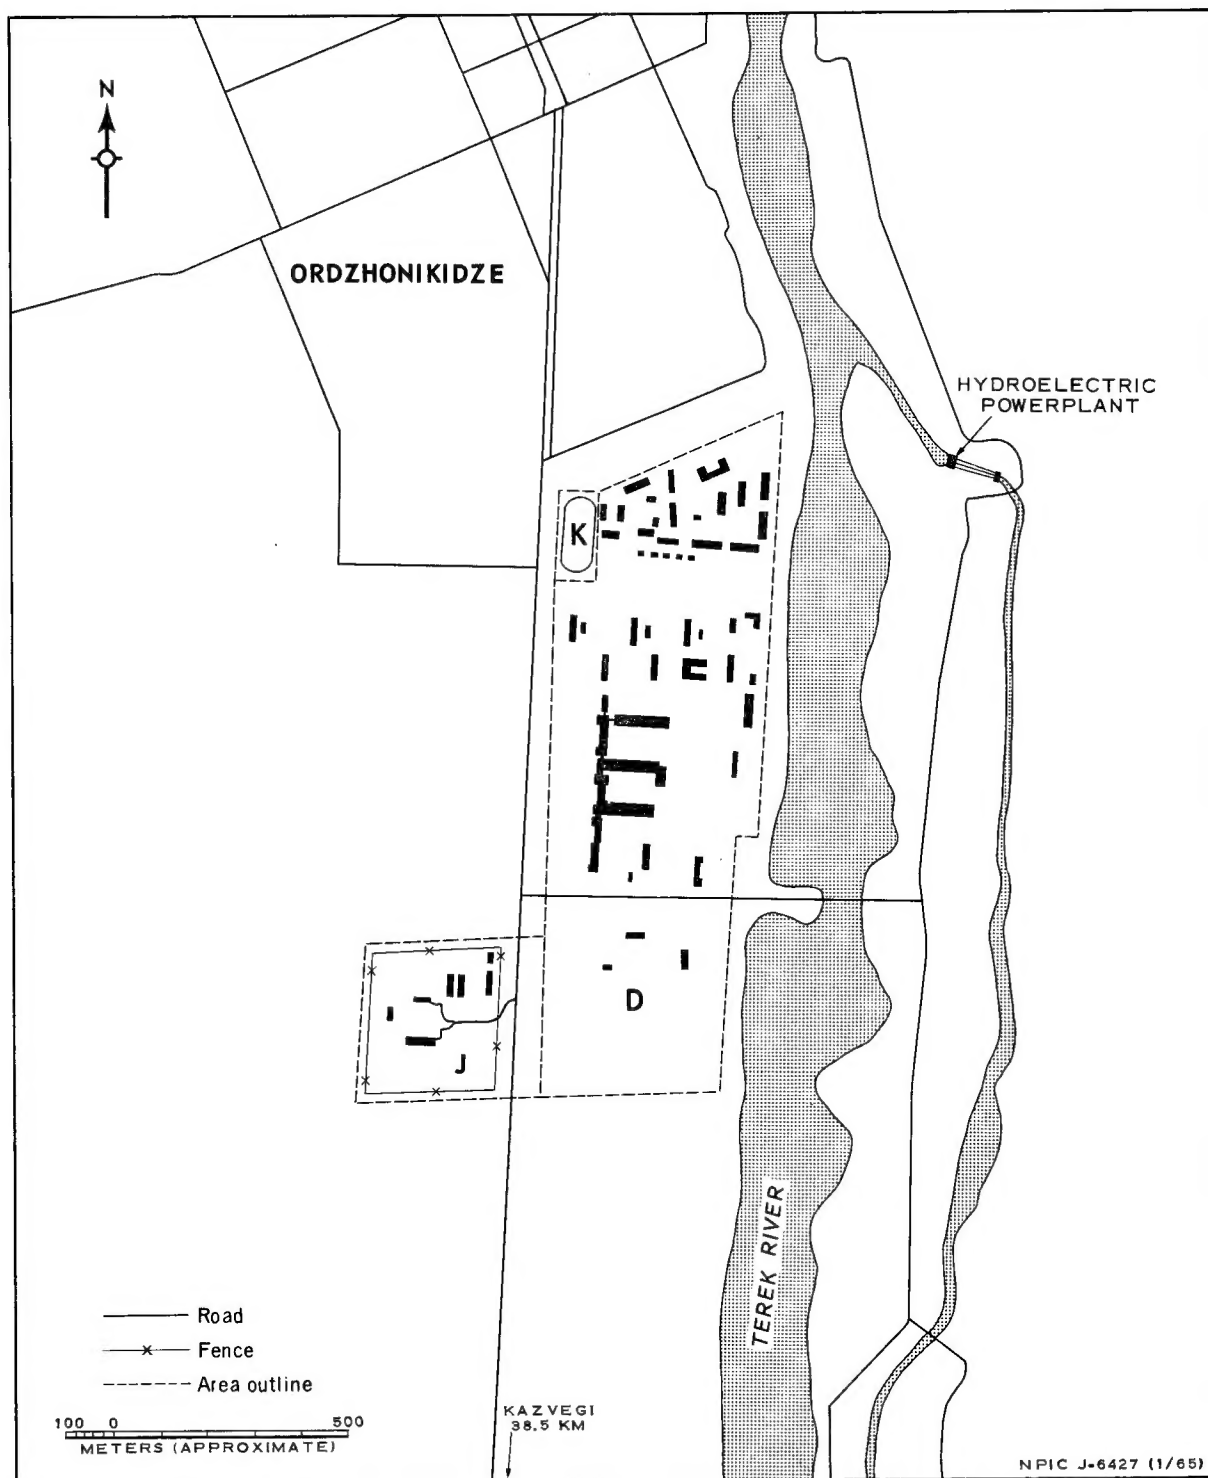 N
ORDZHONIKIDZE
HYDROELECTRIC
POWERPLANT
K
D
J
TEREK RIVER
Road
Fence
Area outline
100 0 500
METERS (APPROXIMATE)
KAZVEGI
38.5 KM
NPIC J-6427 (1/65)